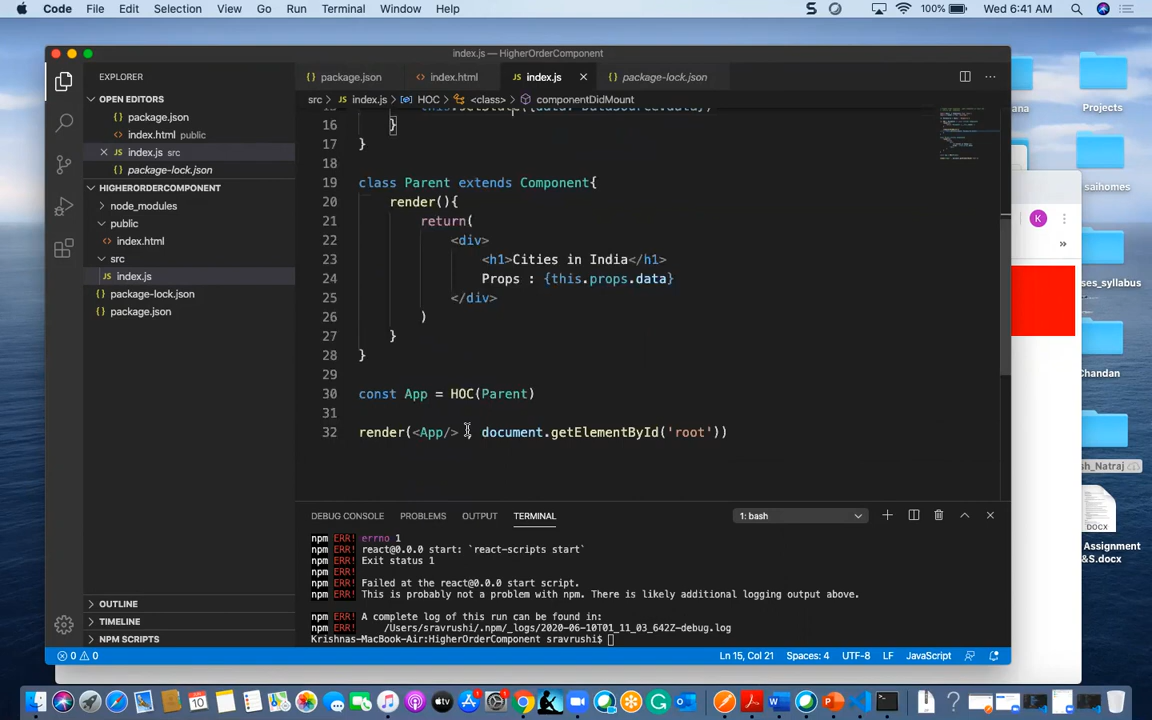 Code File Edit Selection View Go Run Terminal Window Help 100% Wed 6:41 AM
index.js — HigherOrderComponent
EXPLORER
OPEN EDITORS
package.json
index.html public
index.js src
package-lock.json
HIGHERORDERCOMPONENT
node_modules
public
index.html
src
index.js
package-lock.json
package.json
OUTLINE
TIMELINE
NPM SCRIPTS
package.json index.html index.js package-lock.json
src > index.js > HOC > <class> > componentDidMount
16 }
17 }
18
19 class Parent extends Component{
20 render(){
21 return(
22 <div>
23 <h1>Cities in India</h1>
24 Props : {this.props.data}
25 </div>
26 )
27 }
28 }
29
30 const App = HOC(Parent)
31
32 render(<App/> , document.getElementById('root'))
DEBUG CONSOLE PROBLEMS OUTPUT TERMINAL 1: bash
npm ERR! errno 1
npm ERR! react@0.0.0 start: `react-scripts start`
npm ERR! Exit status 1
npm ERR!
npm ERR! Failed at the react@0.0.0 start script.
npm ERR! This is probably not a problem with npm. There is likely additional logging output above.
npm ERR! A complete log of this run can be found in:
npm ERR! /Users/sravrushi/.npm/_logs/2020-06-10T01_11_03_642Z-debug.log
Krishnas-MacBook-Air:HigherOrderComponent sravrushi$
0 0 Ln 15, Col 21 Spaces: 4 UTF-8 LF JavaScript
K
Projects
saihomes
ses_syllabus
Chandan
sh_Natraj
DOCX
Assignment
&S.docx